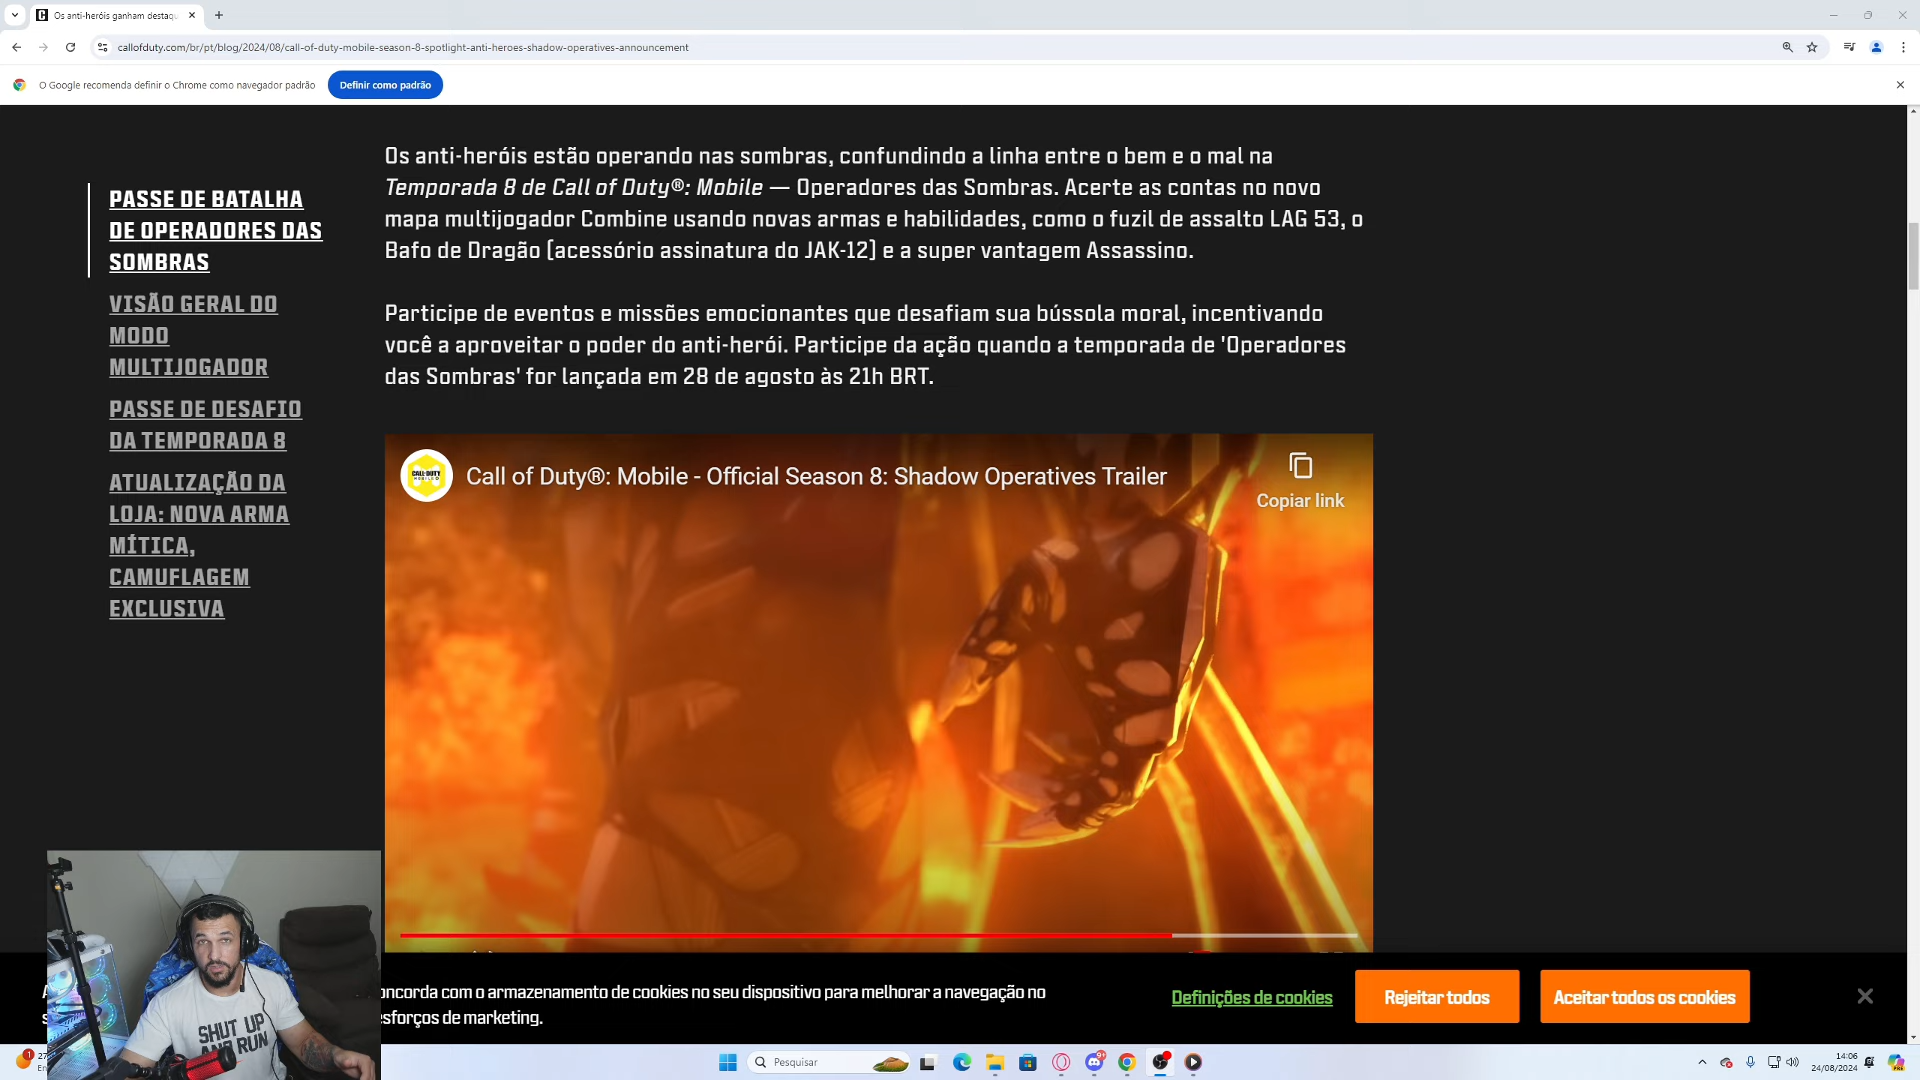 Os anti-heróis ganham destaqu
callofduty.com/br/pt/blog/2024/08/call-of-duty-mobile-season-8-spotlight-anti-heroes-shadow-operatives-announcement
O Google recomenda definir o Chrome como navegador padrão
Definir como padrão
PASSE DE BATALHA
DE OPERADORES DAS
SOMBRAS
VISÃO GERAL DO
MODO
MULTIJOGADOR
PASSE DE DESAFIO
DA TEMPORADA 8
ATUALIZAÇÃO DA
LOJA: NOVA ARMA
MÍTICA,
CAMUFLAGEM
EXCLUSIVA
Os anti-heróis estão operando nas sombras, confundindo a linha entre o bem e o mal na
Temporada 8 de Call of Duty®: Mobile — Operadores das Sombras. Acerte as contas no novo
mapa multijogador Combine usando novas armas e habilidades, como o fuzil de assalto LAG 53, o
Bafo de Dragão [acessório assinatura do JAK-12] e a super vantagem Assassino.
Participe de eventos e missões emocionantes que desafiam sua bússola moral, incentivando
você a aproveitar o poder do anti-herói. Participe da ação quando a temporada de 'Operadores
das Sombras' for lançada em 28 de agosto às 21h BRT.
CALL OF DUTY
MOBILE
Call of Duty®: Mobile - Official Season 8: Shadow Operatives Trailer
Copiar link
oncorda com o armazenamento de cookies no seu dispositivo para melhorar a navegação no
esforços de marketing.
Definições de cookies
Rejeitar todos
Aceitar todos os cookies
SHUT UP
AND RUN
Pesquisar
14:06
24/08/2024